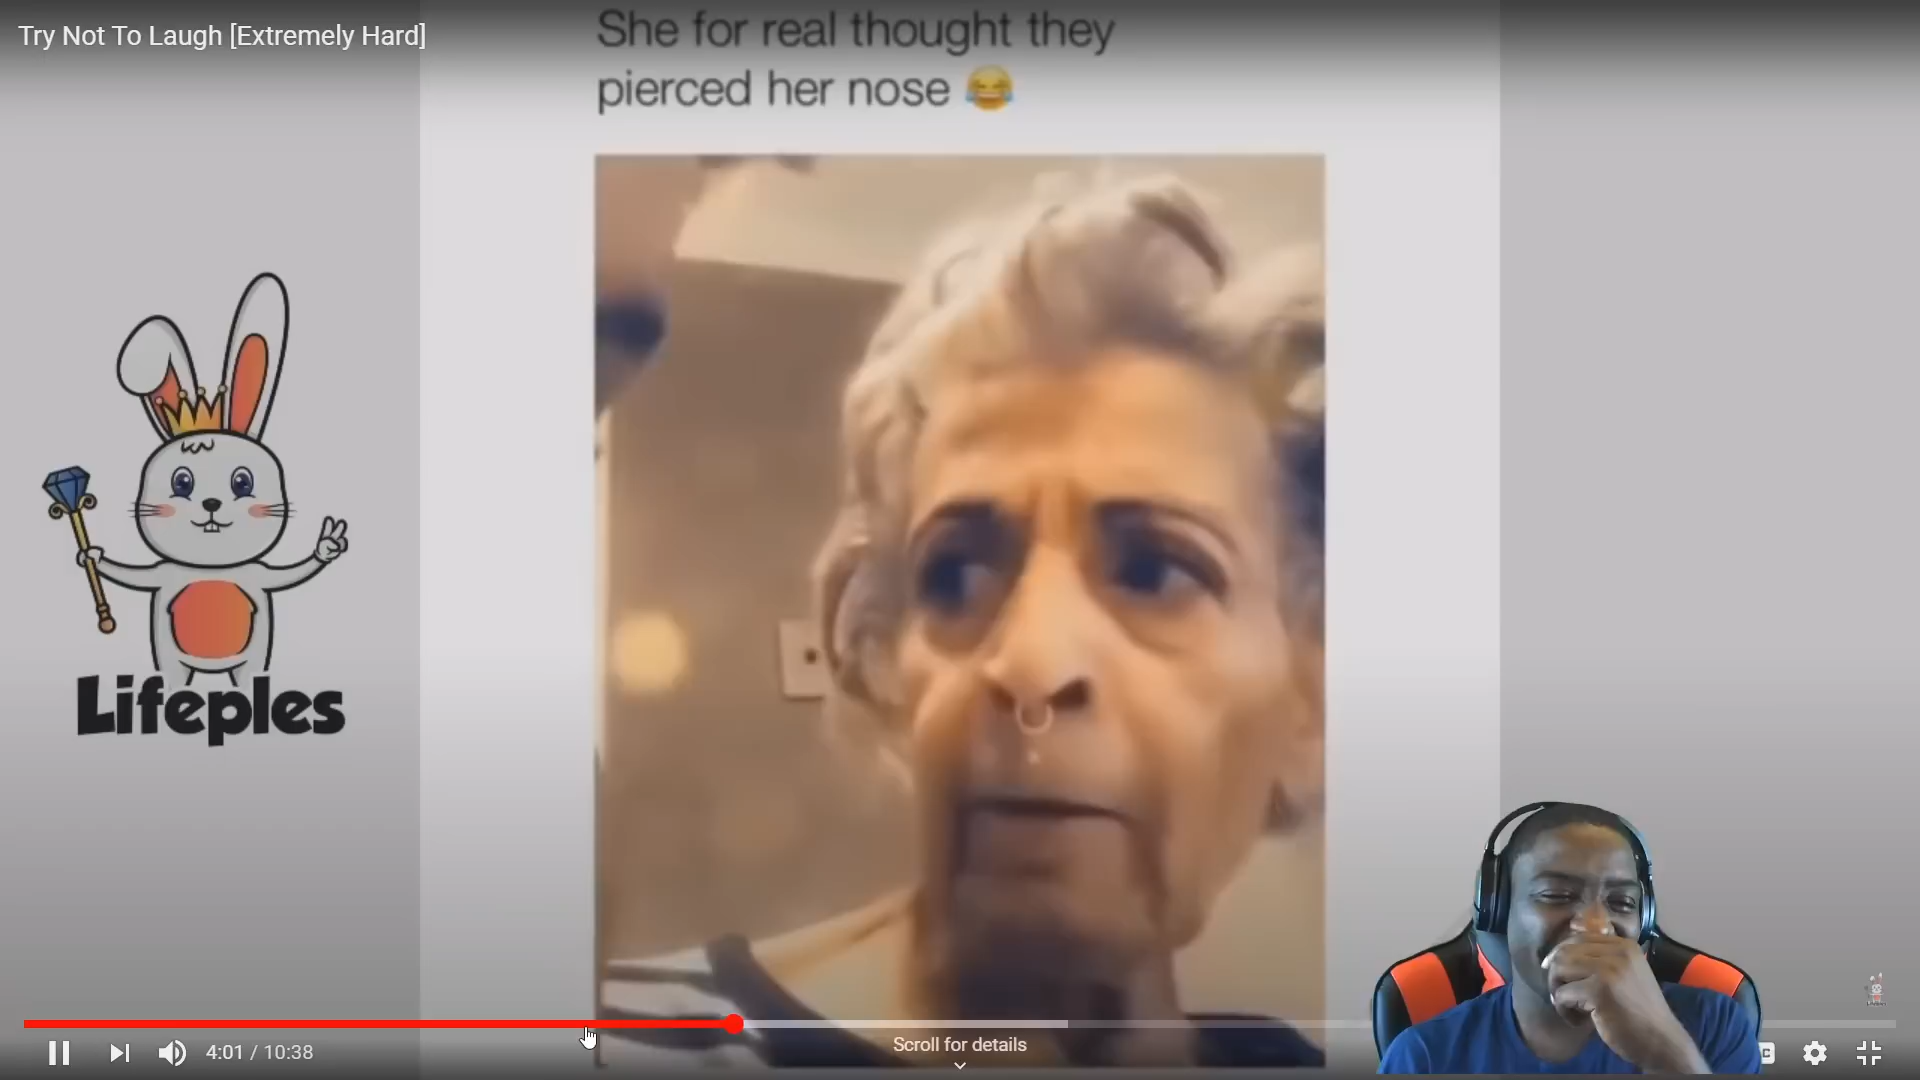 Try Not To Laugh [Extremely Hard]
She for real thought they
pierced her nose 😂
Lifeples
4:01 / 10:38
Scroll for details